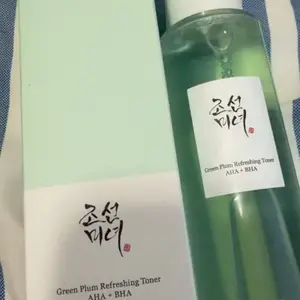 조선
미녀
Green Plum Refreshing Toner
AHA + BHA
조선
미녀
Green Plum Refreshing Toner
AHA + BHA